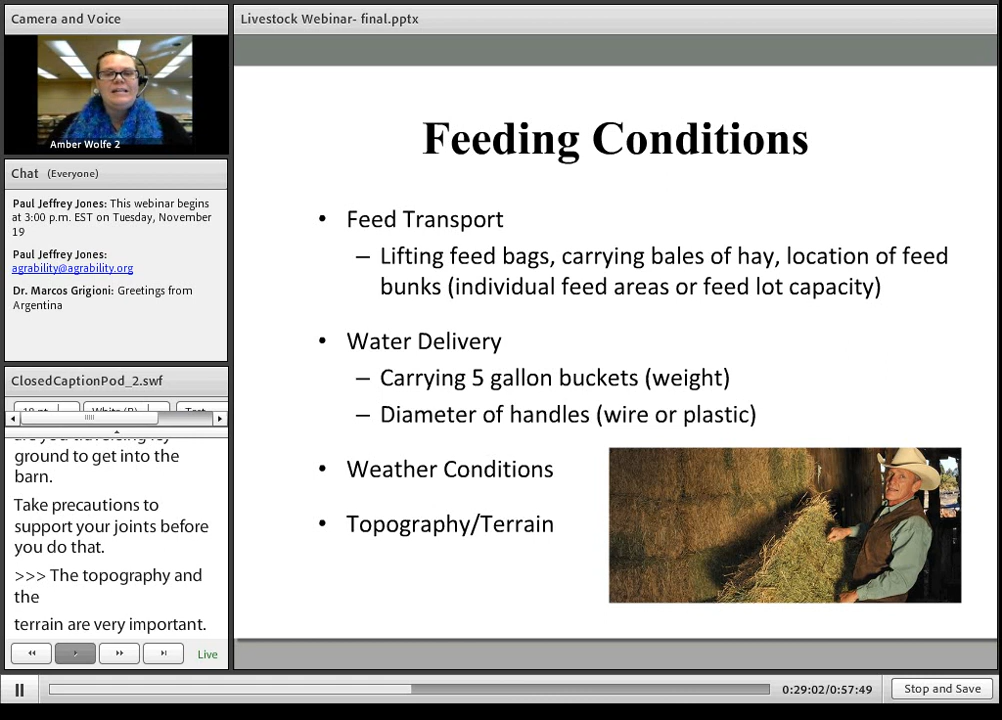 Camera and Voice
Amber Wolfe 2
Chat (Everyone)
Paul Jeffrey Jones: This webinar begins
at 3:00 p.m. EST on Tuesday, November
19
Paul Jeffrey Jones:
agrability@agrability.org
Dr. Marcos Grigioni: Greetings from
Argentina
ClosedCaptionPod_2.swf
ground to get into the
barn.
Take precautions to
support your joints before
you do that.
>>> The topography and
the
terrain are very important.
Live
Livestock Webinar- final.pptx
Feeding Conditions
• Feed Transport
– Lifting feed bags, carrying bales of hay, location of feed
bunks (individual feed areas or feed lot capacity)
• Water Delivery
– Carrying 5 gallon buckets (weight)
– Diameter of handles (wire or plastic)
• Weather Conditions
• Topography/Terrain
0:29:02/0:57:49
Stop and Save